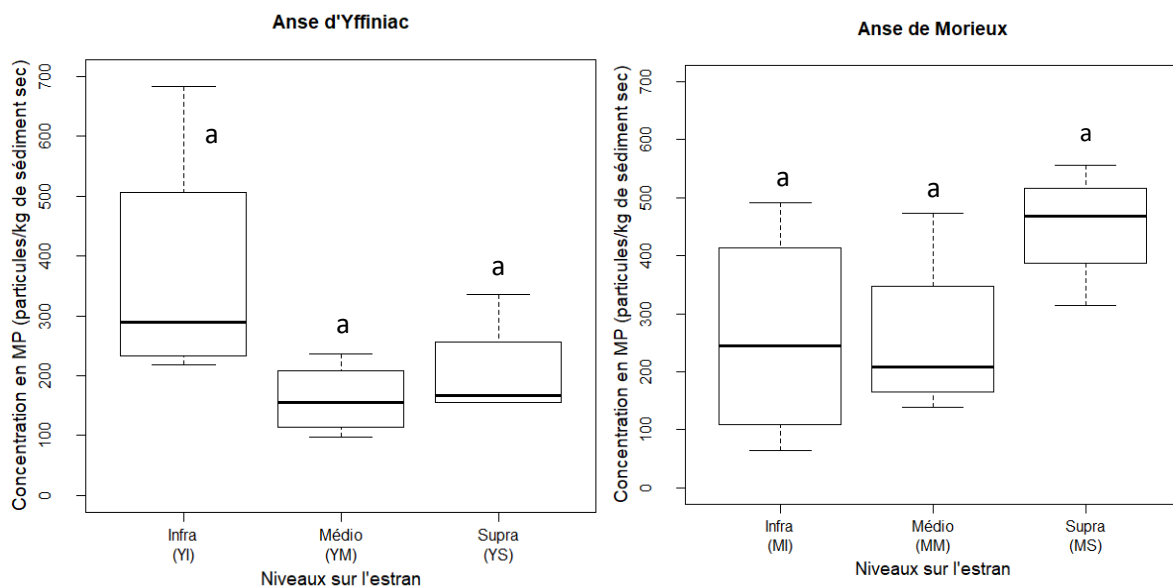 Anse d'Yffiniac
Concentration en MP (particules/kg de sédiment sec)
700
600
500
400
300
200
100
0
a
a
a
Infra
(YI)
Médio
(YM)
Supra
(YS)
Niveaux sur l'estran
Anse de Morieux
Concentration en MP (particules/kg de sédiment sec)
700
600
500
400
300
200
100
0
a
a
a
Infra
(MI)
Médio
(MM)
Supra
(MS)
Niveaux sur l'estran